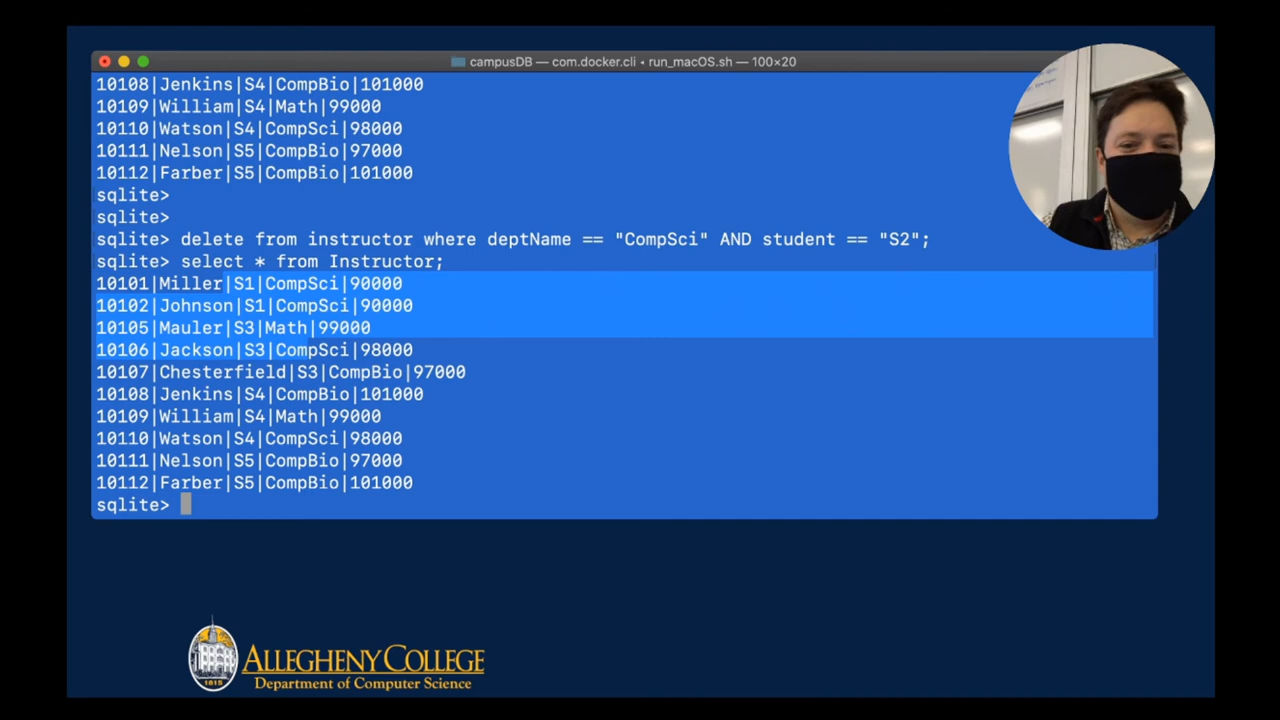 campusDB — com.docker.cli • run_macOS.sh — 100×20
10108|Jenkins|S4|CompBio|101000
10109|William|S4|Math|99000
10110|Watson|S4|CompSci|98000
10111|Nelson|S5|CompBio|97000
10112|Farber|S5|CompBio|101000
sqlite>
sqlite>
sqlite> delete from instructor where deptName == "CompSci" AND student == "S2";
sqlite> select * from Instructor;
10101|Miller|S1|CompSci|90000
10102|Johnson|S1|CompSci|90000
10105|Mauler|S3|Math|99000
10106|Jackson|S3|CompSci|98000
10107|Chesterfield|S3|CompBio|97000
10108|Jenkins|S4|CompBio|101000
10109|William|S4|Math|99000
10110|Watson|S4|CompSci|98000
10111|Nelson|S5|CompBio|97000
10112|Farber|S5|CompBio|101000
sqlite>
1815
ALLEGHENY COLLEGE
Department of Computer Science